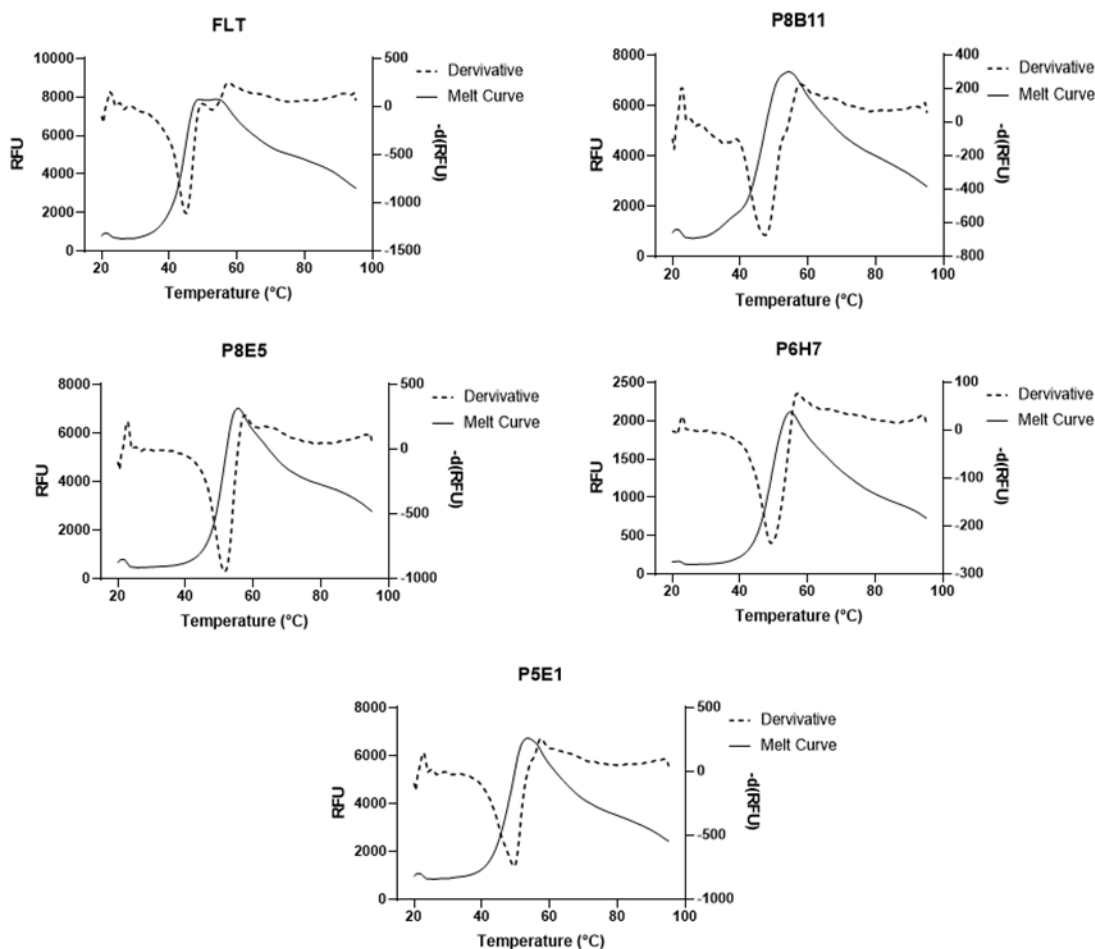 FLT
10000
8000
6000
4000
2000
0
RFU
500
0
-500
-1000
-1500
-d(RFU)
20 40 60 80 100
Temperature (°C)
Dervivative
Melt Curve
P8B11
8000
6000
4000
2000
0
RFU
400
200
0
-200
-400
-600
-800
-d(RFU)
20 40 60 80 100
Temperature (°C)
Dervivative
Melt Curve
P8E5
8000
6000
4000
2000
0
RFU
500
0
-500
-1000
-d(RFU)
20 40 60 80 100
Temperature (°C)
Dervivative
Melt Curve
P6H7
2500
2000
1500
1000
500
0
RFU
100
0
-100
-200
-300
-d(RFU)
20 40 60 80 100
Temperature (°C)
Dervivative
Melt Curve
P5E1
8000
6000
4000
2000
0
RFU
500
0
-500
-1000
-d(RFU)
20 40 60 80 100
Temperature (°C)
Dervivative
Melt Curve